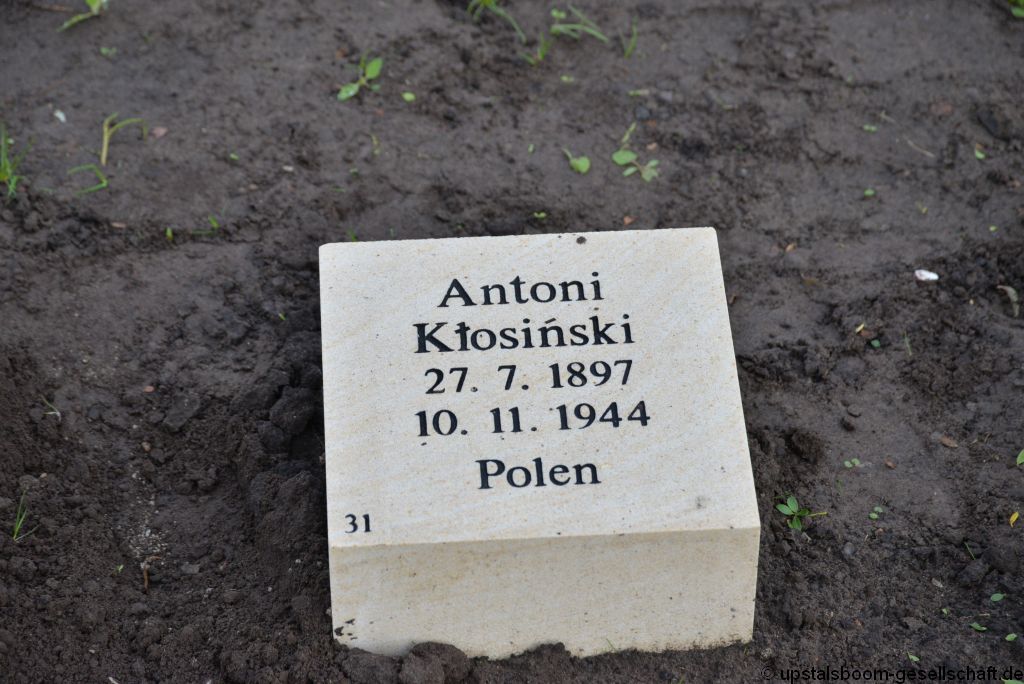 Antoni
Kłosiński
27. 7. 1897
10. 11. 1944
Polen
31
© upstalsboom-gesellschaft.de